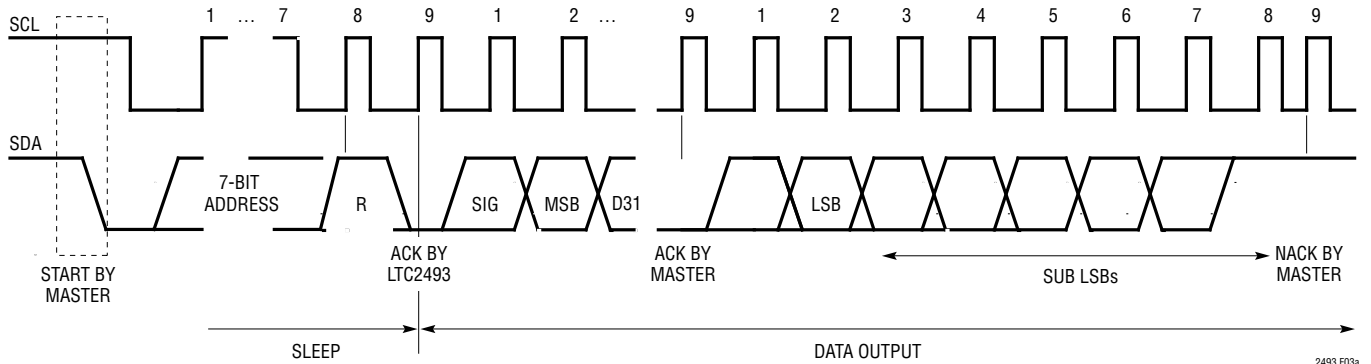 1 … 7 8 9 1 2 … 9 1 2 3 4 5 6 7 8 9
SCL
SDA
7-BIT
ADDRESS
R
SIG
MSB
D31
LSB
START BY
MASTER
ACK BY
LTC2493
ACK BY
MASTER
SUB LSBs
NACK BY
MASTER
SLEEP
DATA OUTPUT
2493 F03a